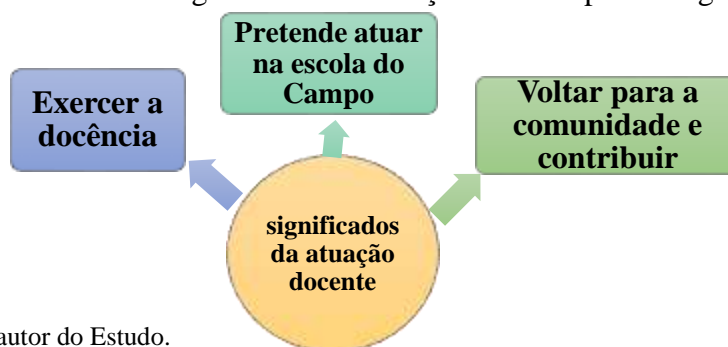 Pretende atuar
na escola do
Campo
Exercer a
docência
Voltar para a
comunidade e
contribuir
significados
da atuação
docente
autor do Estudo.